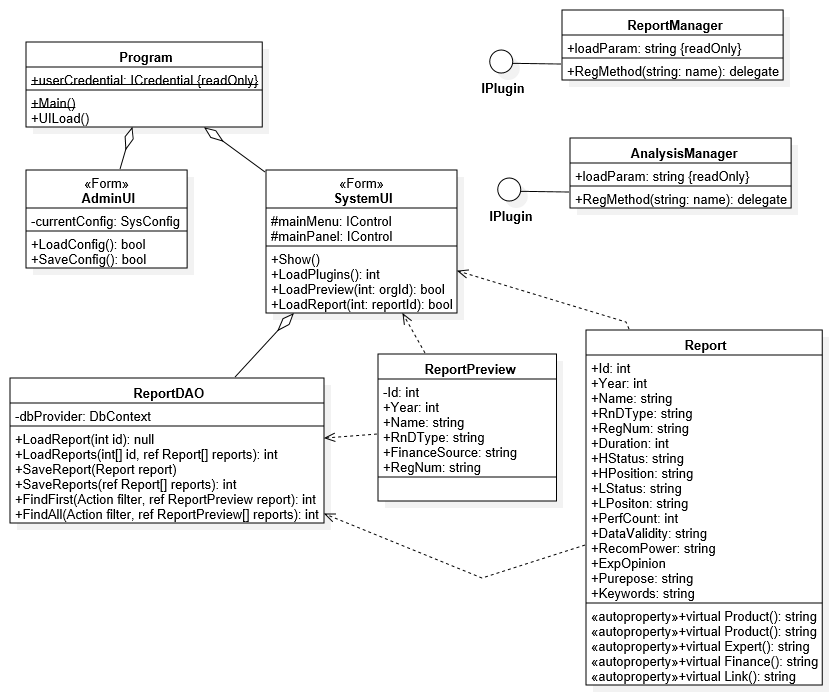 Program
+userCredential: ICredential {readOnly}
+Main()
+UILoad()
ReportManager
+loadParam: string {readOnly}
+RegMethod(string: name): delegate
IPlugin
AnalysisManager
+loadParam: string {readOnly}
+RegMethod(string: name): delegate
IPlugin
«Form»
AdminUI
-currentConfig: SysConfig
+LoadConfig(): bool
+SaveConfig(): bool
«Form»
SystemUI
#mainMenu: IControl
#mainPanel: IControl
+Show()
+LoadPlugins(): int
+LoadPreview(int: orgId): bool
+LoadReport(int: reportId): bool
ReportDAO
-dbProvider: DbContext
+LoadReport(int id): null
+LoadReports(int[] id, ref Report[] reports): int
+SaveReport(Report report)
+SaveReports(ref Report[] reports): int
+FindFirst(Action filter, ref ReportPreview report): int
+FindAll(Action filter, ref ReportPreview[] reports): int
ReportPreview
-Id: int
+Year: int
+Name: string
+RnDType: string
+FinanceSource: string
+RegNum: string
Report
+Id: int
+Year: int
+Name: string
+RnDType: string
+RegNum: string
+Duration: int
+HStatus: string
+HPosition: string
+LStatus: string
+LPositon: string
+PerfCount: int
+DataValidity: string
+RecomPower: string
+ExpOpinion
+Purepose: string
+Keywords: string
«autoproperty»+virtual Product(): string
«autoproperty»+virtual Product(): string
«autoproperty»+virtual Expert(): string
«autoproperty»+virtual Finance(): string
«autoproperty»+virtual Link(): string